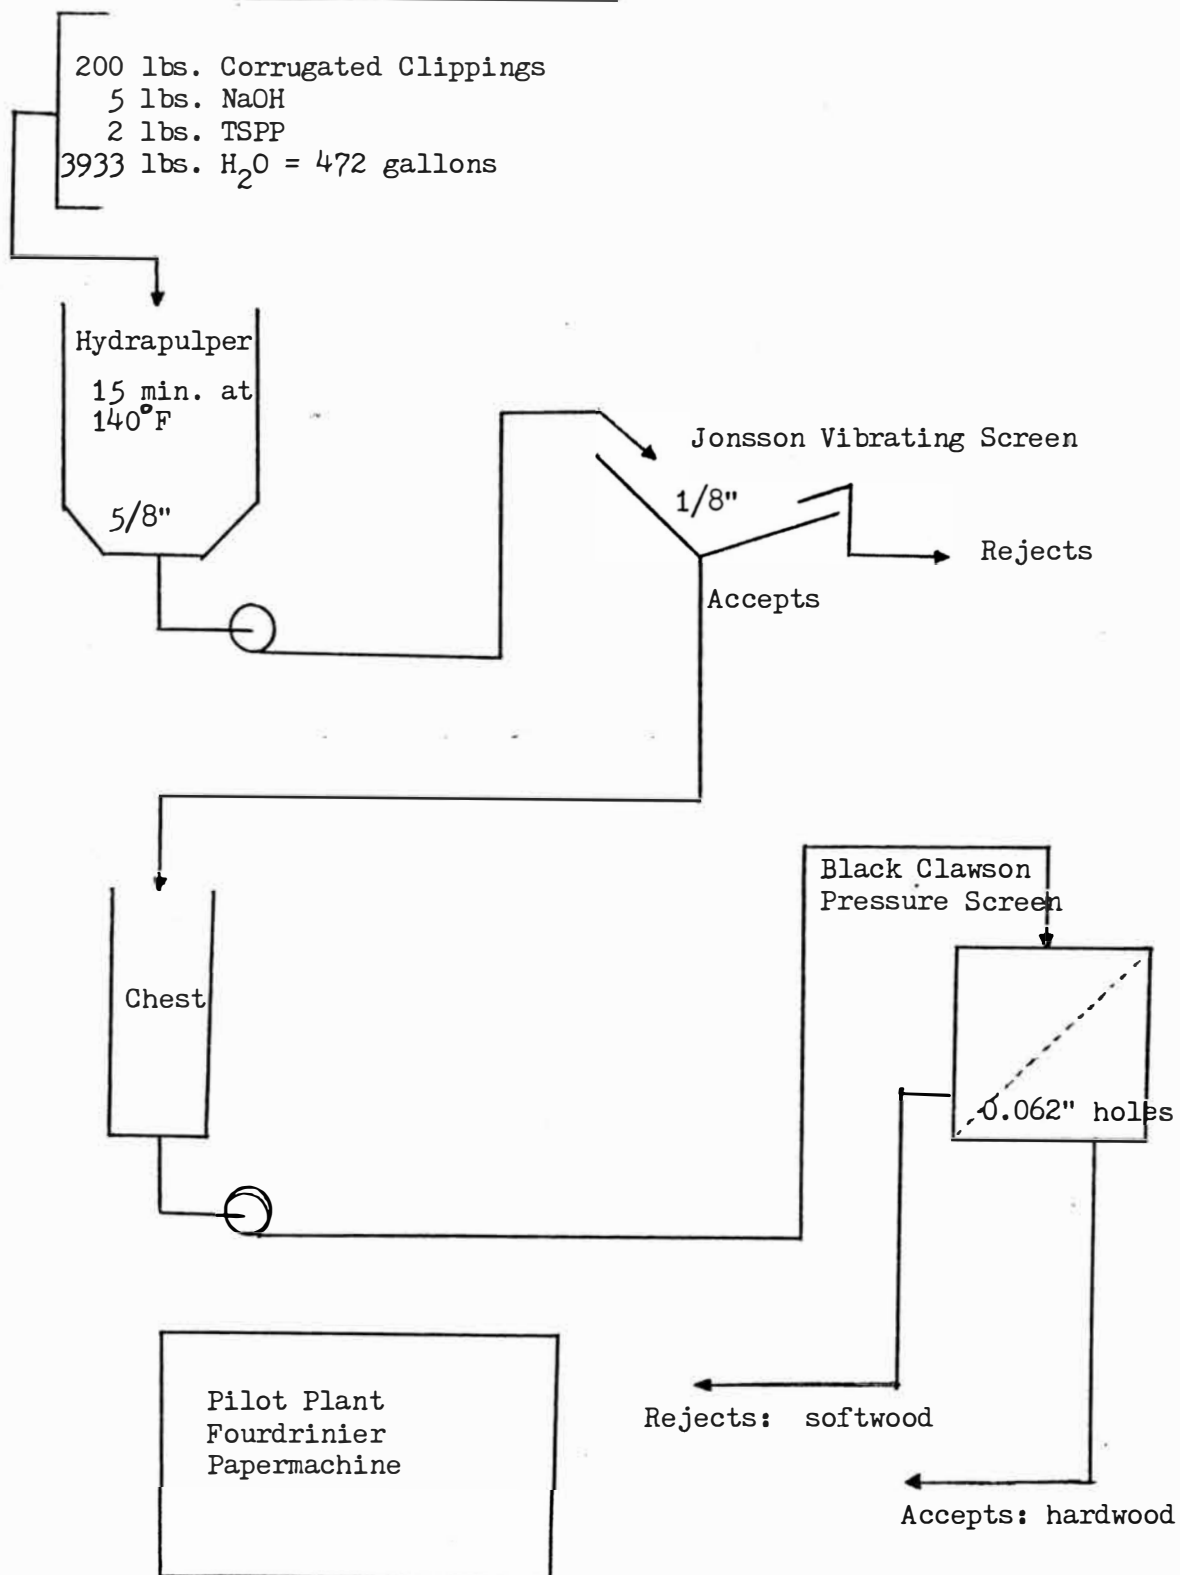 200 lbs. Corrugated Clippings
5 lbs. NaOH
2 lbs. TSPP
3933 lbs. H₂O = 472 gallons
Hydrapulper
15 min. at
140°F
5/8"
Jonsson Vibrating Screen
1/8"
Rejects
Accepts
Chest
Black Clawson
Pressure Screen
0.062" holes
Rejects: softwood
Accepts: hardwood
Pilot Plant
Fourdrinier
Papermachine